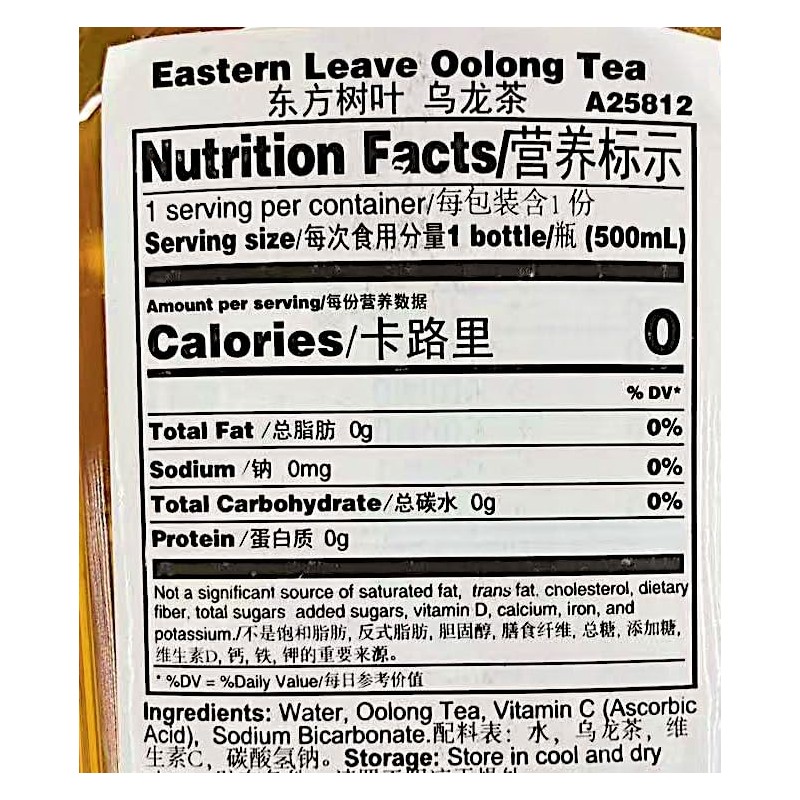 Eastern Leave Oolong Tea
东方树叶 乌龙茶 A25812
Nutrition Facts/营养标示
1 serving per container/每包装含1 份
Serving size/每次食用分量1 bottle/瓶 (500mL)
Amount per serving/每份营养数据
Calories/卡路里 0
% DV*
Total Fat /总脂肪 0g 0%
Sodium /钠 0mg 0%
Total Carbohydrate/总碳水 0g 0%
Protein /蛋白质 0g
Not a significant source of saturated fat, trans fat, cholesterol, dietary
fiber, total sugars added sugars, vitamin D, calcium, iron, and
potassium./不是饱和脂肪, 反式脂肪, 胆固醇, 膳食纤维, 总糖, 添加糖,
维生素D, 钙, 铁, 钾的重要来源。
* %DV = %Daily Value/每日参考价值
Ingredients: Water, Oolong Tea, Vitamin C (Ascorbic
Acid), Sodium Bicarbonate.配料表: 水, 乌龙茶, 维
生素C, 碳酸氢钠。 Storage: Store in cool and dry